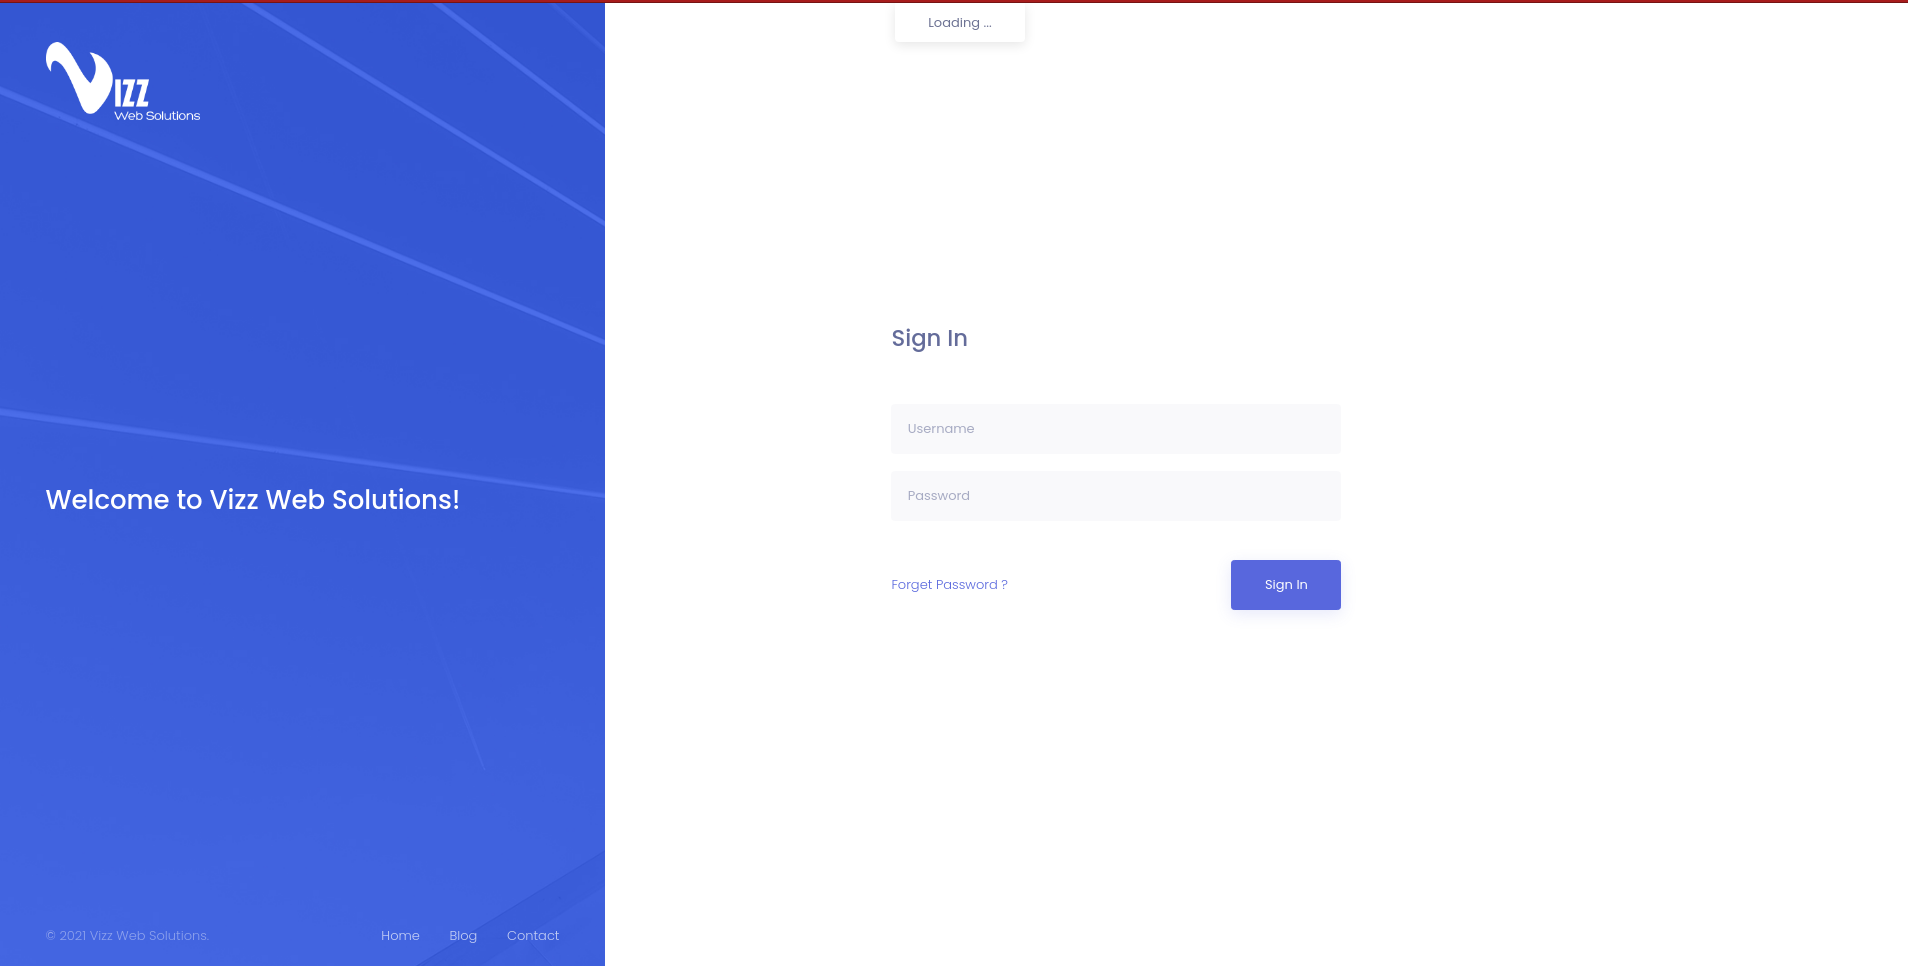 Loading ...
Vizz
Web Solutions
Welcome to Vizz Web Solutions!
© 2021 Vizz Web Solutions.
Home Blog Contact
Sign In
Username
Password
Forget Password ?
Sign In